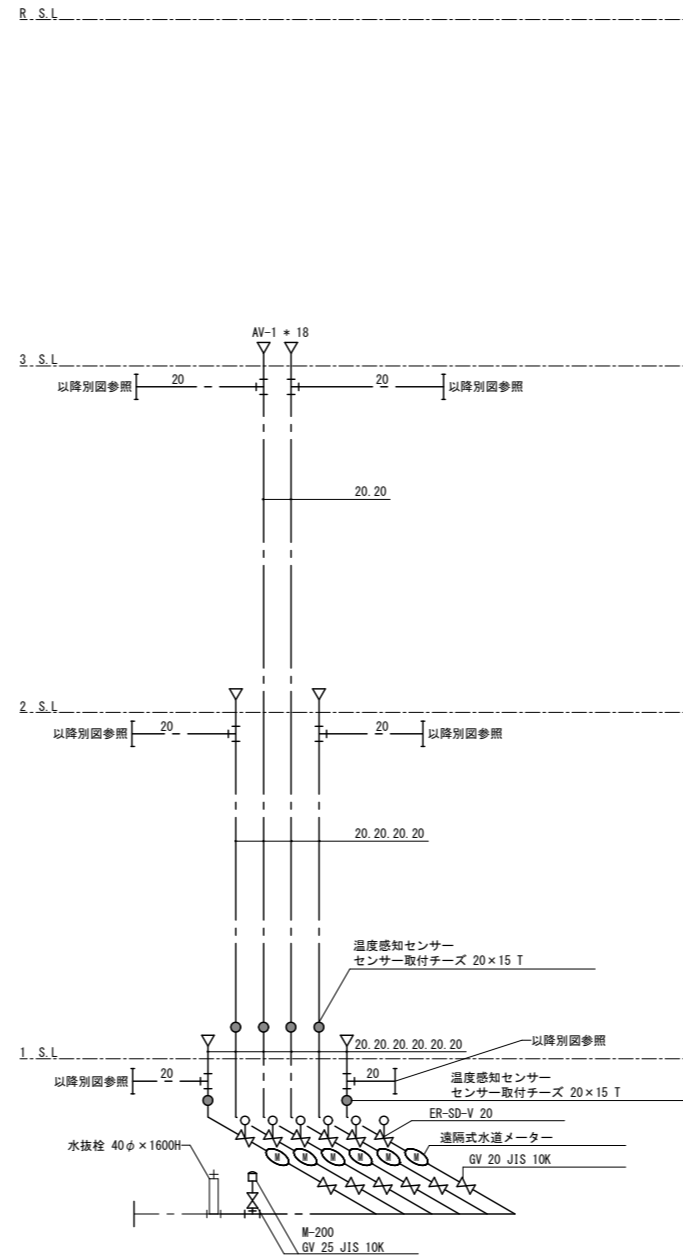 R S.L
AV-1 * 18
3 S.L
以降別図参照 20
20 以降別図参照
20.20
2 S.L
以降別図参照 20
20 以降別図参照
20.20.20.20
温度感知センサー
センサー取付チーズ 20×15 T
20.20.20.20.20.20
以降別図参照
1 S.L
以降別図参照 20
20
温度感知センサー
センサー取付チーズ 20×15 T
ER-SD-V 20
水抜栓 40φ×1600H
遠隔式水道メーター
M M M M M M
GV 20 JIS 10K
M-200
GV 25 JIS 10K